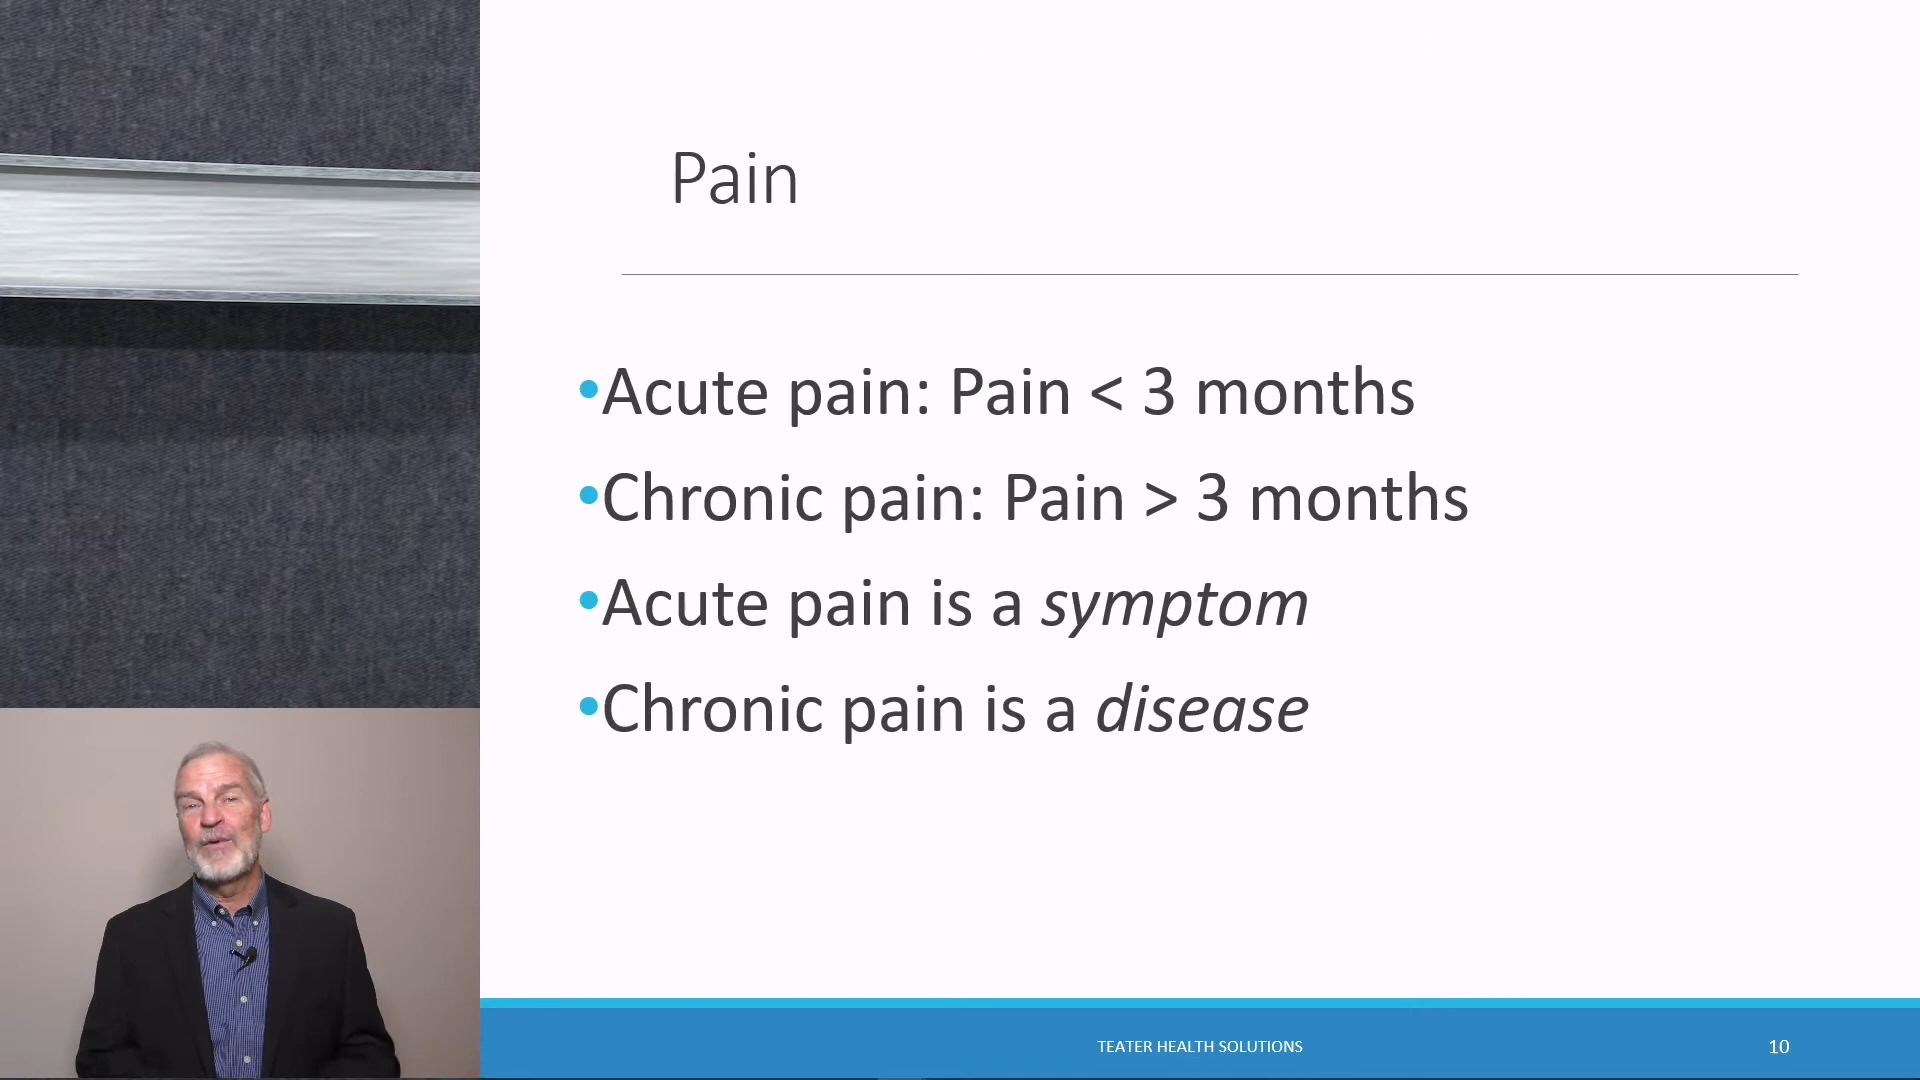 Pain
•Acute pain: Pain < 3 months
•Chronic pain: Pain > 3 months
•Acute pain is a symptom
•Chronic pain is a disease
TEATER HEALTH SOLUTIONS
10